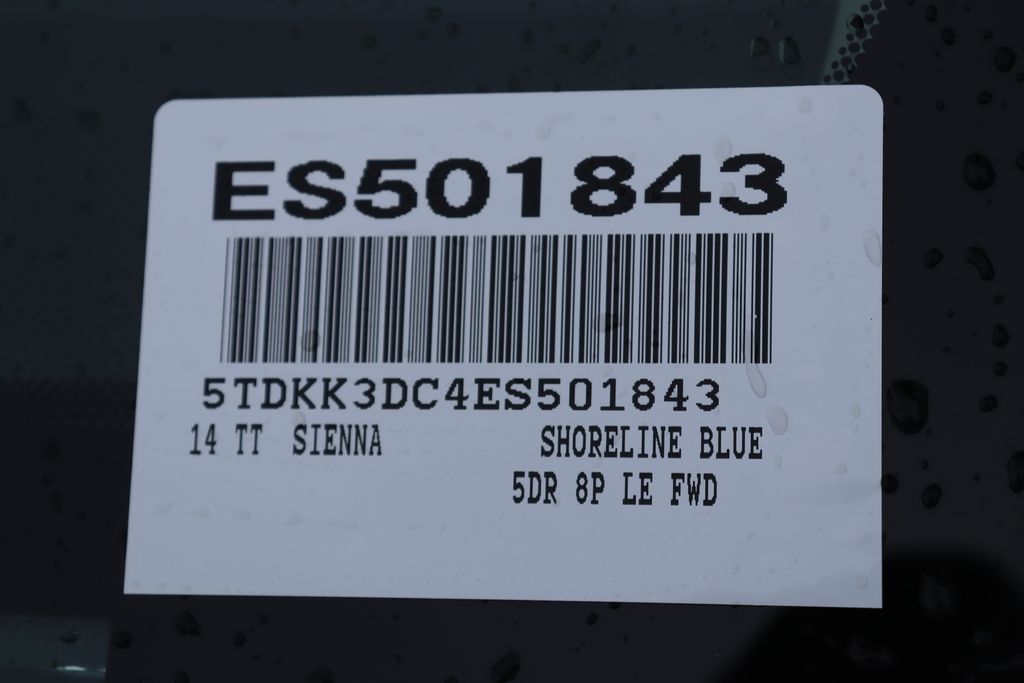 ES501843
5TDKK3DC4ES501843
14 TT SIENNA SHORELINE BLUE
5DR 8P LE FWD